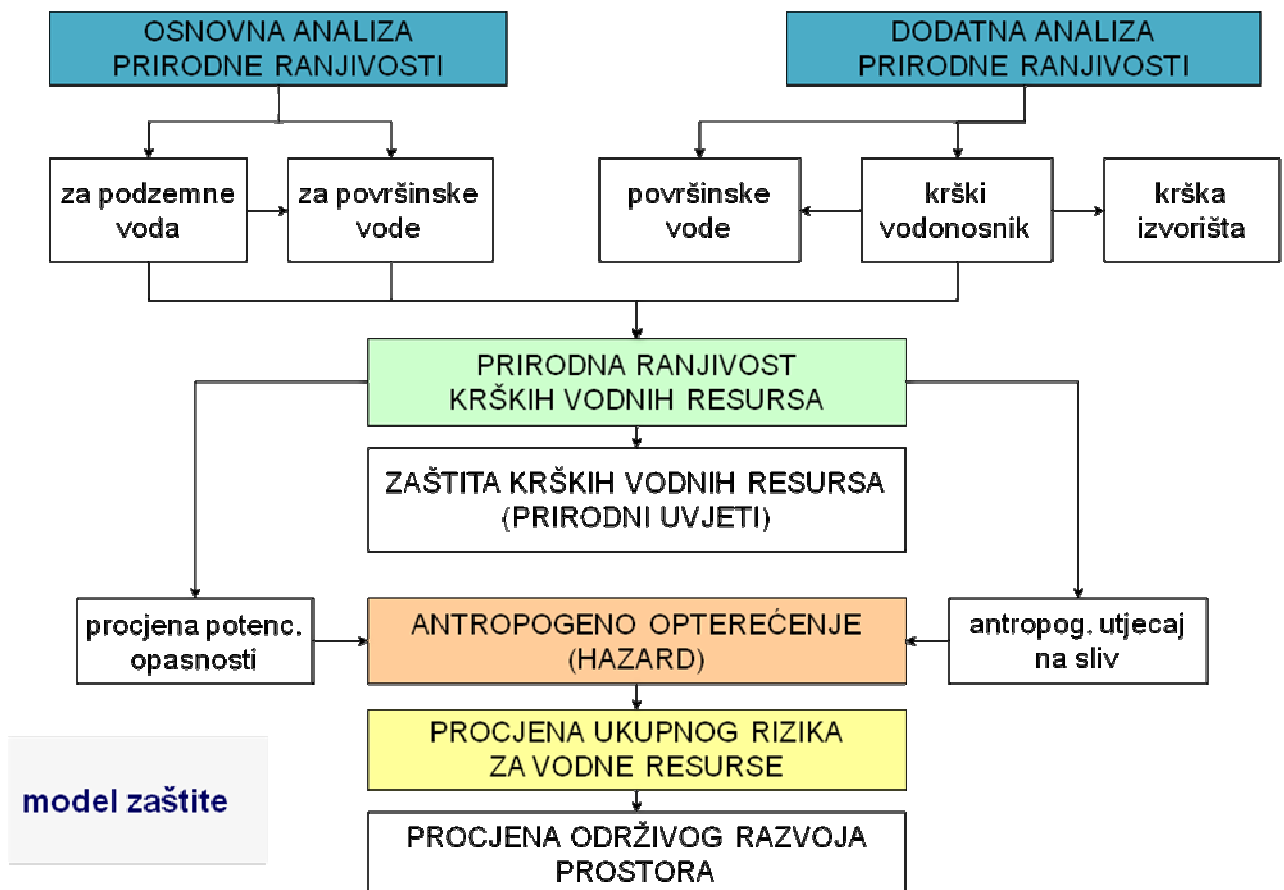 OSNOVNA ANALIZA
PRIRODNE RANJIVOSTI
DODATNA ANALIZA
PRIRODNE RANJIVOSTI
za podzemne
voda
za površinske
vode
površinske
vode
krški
vodonosnik
krška
izvorišta
PRIRODNA RANJIVOST
KRŠKIH VODNIH RESURSA
ZAŠTITA KRŠKIH VODNIH RESURSA
(PRIRODNI UVJETI)
procjena potenc.
opasnosti
ANTROPOGENO OPTEREĆENJE
(HAZARD)
antropog. utjecaj
na sliv
PROCJENA UKUPNOG RIZIKA
ZA VODNE RESURSE
model zaštite
PROCJENA ODRŽIVOG RAZVOJA
PROSTORA